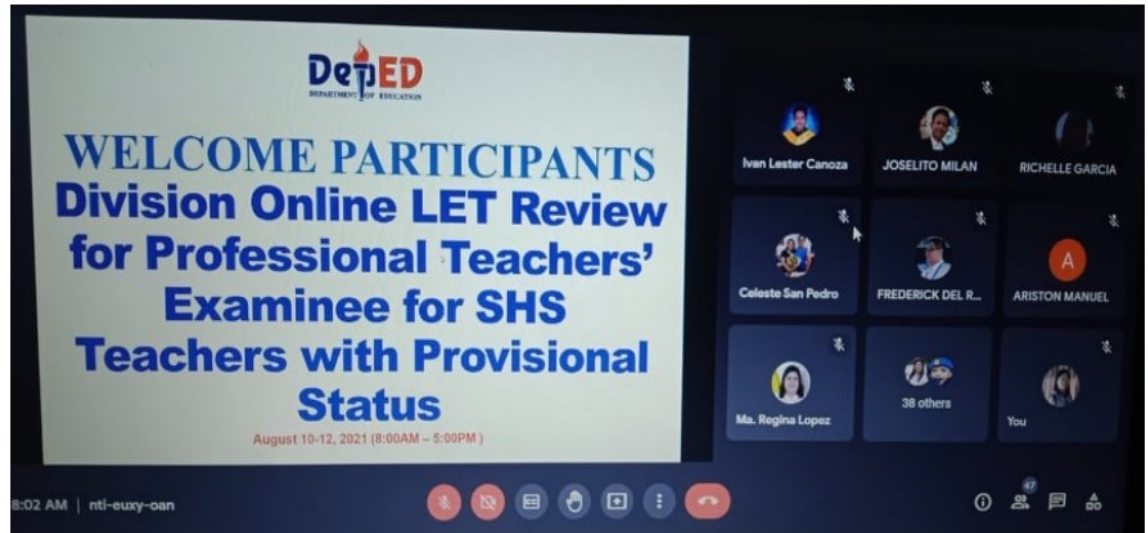 DepED
DEPARTMENT OF EDUCATION
WELCOME PARTICIPANTS
Division Online LET Review
for Professional Teachers'
Examinee for SHS
Teachers with Provisional
Status
August 10-12, 2021 (8:00AM – 5:00PM )
Ivan Lester Canoza
JOSELITO MILAN
RICHELLE GARCIA
Celeste San Pedro
FREDERICK DEL R...
A
ARISTON MANUEL
Ma. Regina Lopez
38 others
You
8:02 AM | nti-euxy-oan
CC
47